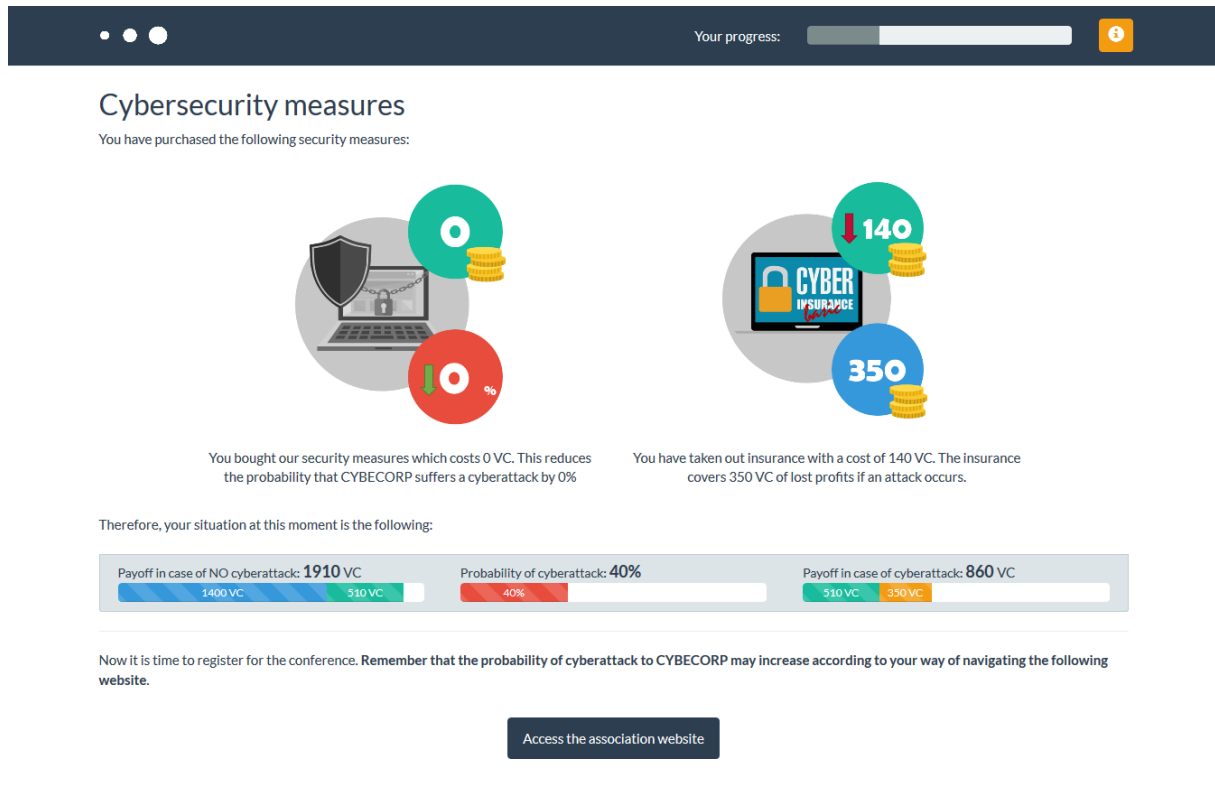 Your progress:
Cybersecurity measures
You have purchased the following security measures:
0
0 %
140
CYBER
INSURANCE
basic
350
You bought our security measures which costs 0 VC. This reduces
the probability that CYBECORP suffers a cyberattack by 0%
You have taken out insurance with a cost of 140 VC. The insurance
covers 350 VC of lost profits if an attack occurs.
Therefore, your situation at this moment is the following:
Payoff in case of NO cyberattack: 1910 VC
1400 VC 510 VC
Probability of cyberattack: 40%
40%
Payoff in case of cyberattack: 860 VC
510 VC 350 VC
Now it is time to register for the conference. Remember that the probability of cyberattack to CYBECORP may increase according to your way of navigating the following
website.
Access the association website